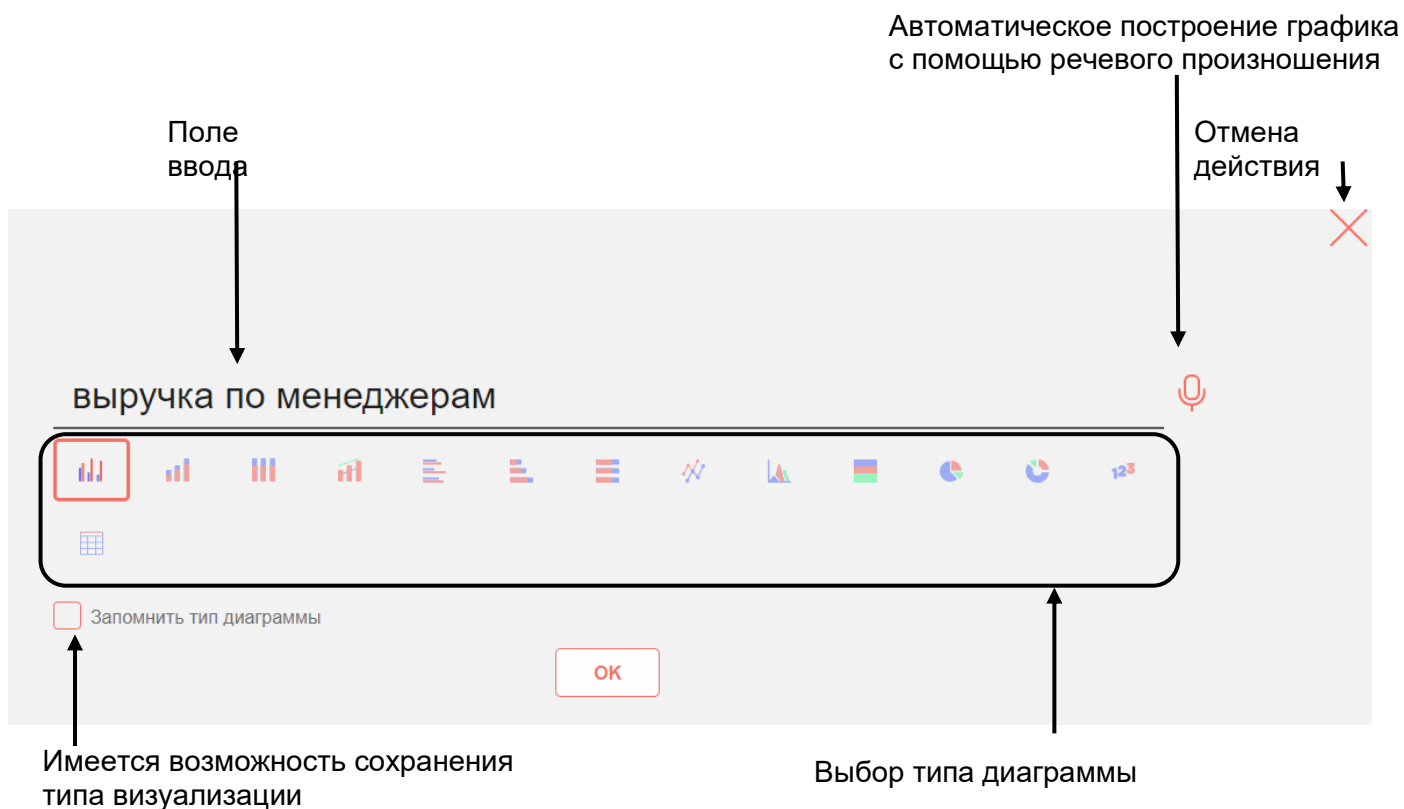 Автоматическое построение графика
с помощью речевого произношения
Поле
ввода
Отмена
действия
выручка по менеджерам
123
Запомнить тип диаграммы
ОК
Имеется возможность сохранения
типа визуализации
Выбор типа диаграммы